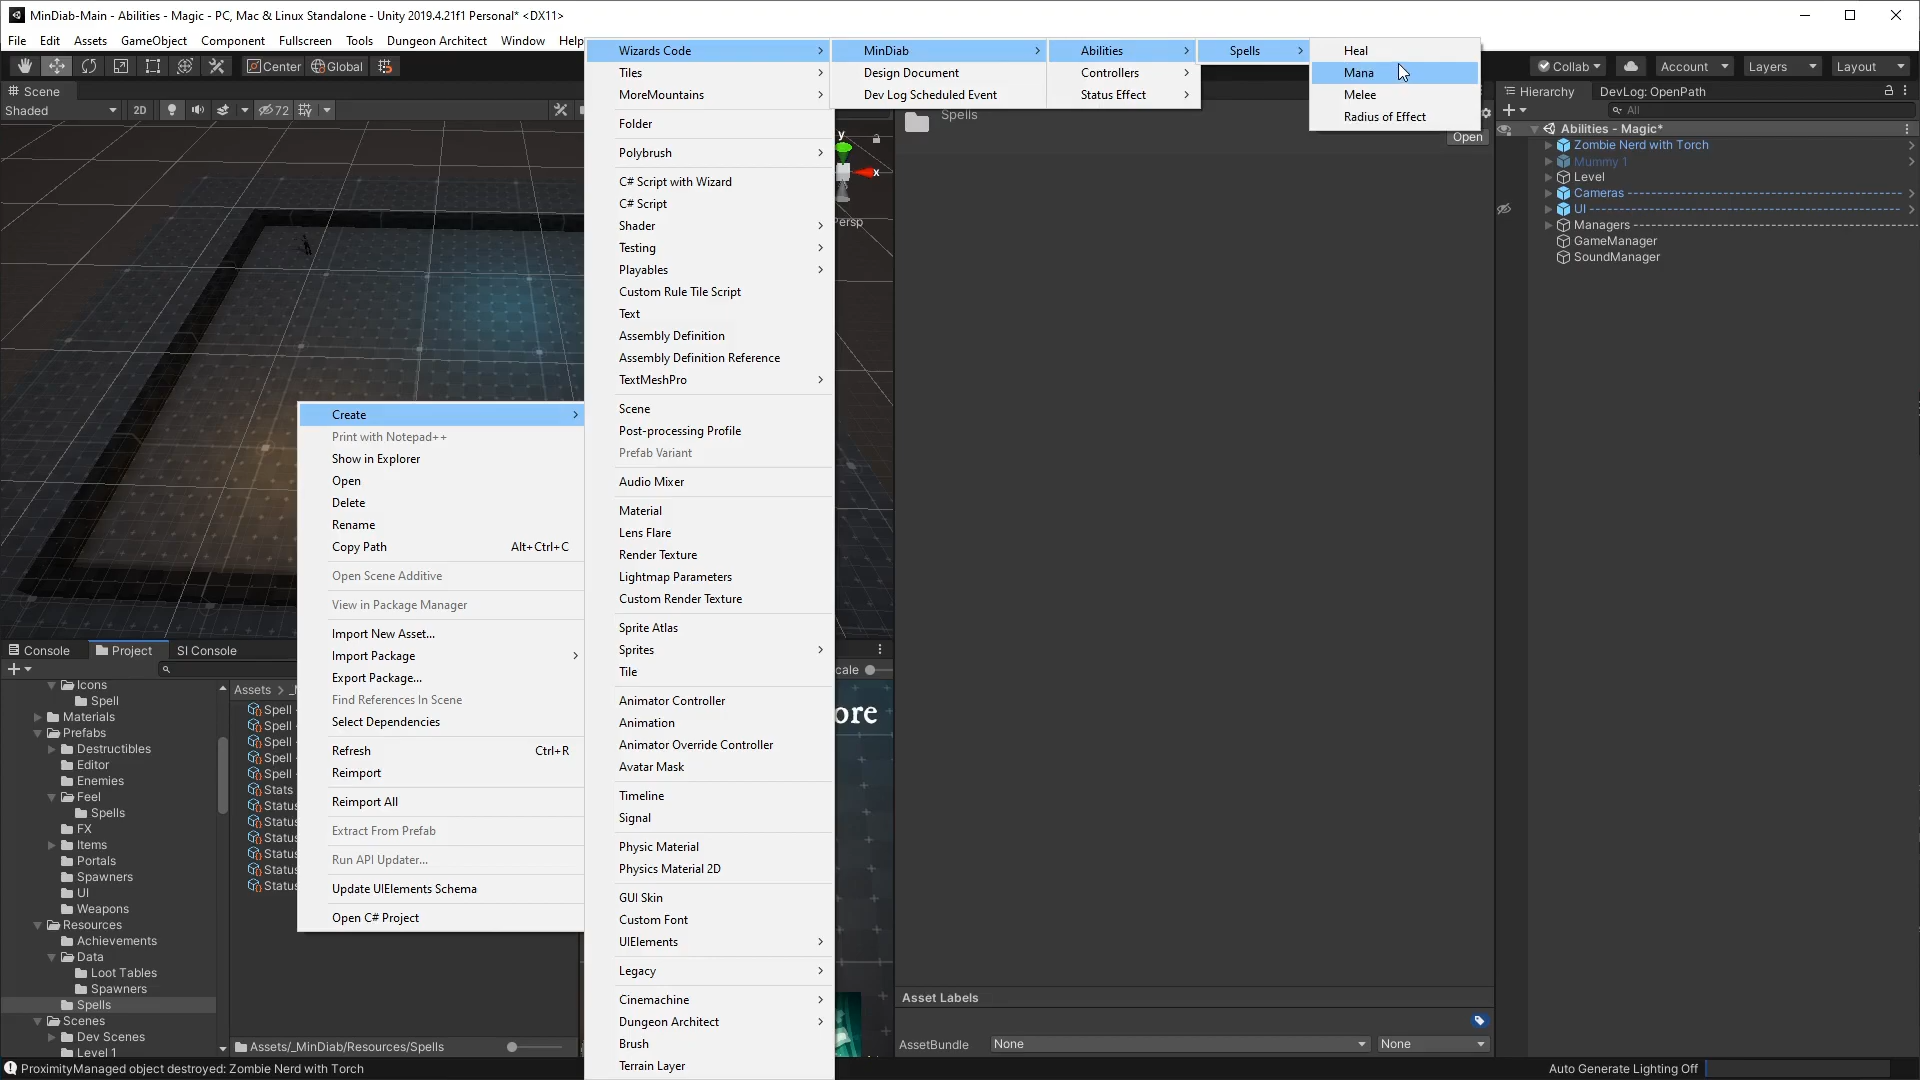 MinDiab-Main - Abilities - Magic - PC, Mac & Linux Standalone - Unity 2019.4.21f1 Personal* <DX11>
File Edit Assets GameObject Component Fullscreen Tools Dungeon Architect Window Help
Center Global
Collab Account Layers Layout
Scene
Shaded 2D 72
Persp
y
x
Wizards Code
Tiles
MoreMountains
Folder
Polybrush
C# Script with Wizard
C# Script
Shader
Testing
Playables
Custom Rule Tile Script
Text
Assembly Definition
Assembly Definition Reference
TextMeshPro
Scene
Post-processing Profile
Prefab Variant
Audio Mixer
Material
Lens Flare
Render Texture
Lightmap Parameters
Custom Render Texture
Sprite Atlas
Sprites
Tile
Animator Controller
Animation
Animator Override Controller
Avatar Mask
Timeline
Signal
Physic Material
Physics Material 2D
GUI Skin
Custom Font
UIElements
Legacy
Cinemachine
Dungeon Architect
Brush
Terrain Layer
MinDiab
Design Document
Dev Log Scheduled Event
Abilities
Controllers
Status Effect
Spells
Heal
Mana
Melee
Radius of Effect
Spells
Open
Hierarchy DevLog: OpenPath
All
Abilities - Magic*
Zombie Nerd with Torch
Mummy 1
Level
Cameras
UI
Managers
GameManager
SoundManager
Create
Print with Notepad++
Show in Explorer
Open
Delete
Rename
Copy Path Alt+Ctrl+C
Open Scene Additive
View in Package Manager
Import New Asset...
Import Package
Export Package...
Find References In Scene
Select Dependencies
Refresh Ctrl+R
Reimport
Reimport All
Extract From Prefab
Run API Updater...
Update UIElements Schema
Open C# Project
Console Project SI Console
Icons
Spell
Materials
Prefabs
Destructibles
Editor
Enemies
Feel
Spells
FX
Items
Portals
Spawners
UI
Weapons
Resources
Achievements
Data
Loot Tables
Spawners
Spells
Scenes
Dev Scenes
Level 1
Assets >
Spell
Spell
Spell
Spell
Spell
Stats
Status
Status
Status
Status
Status
Status
Assets/_MinDiab/Resources/Spells
cale
ore
Asset Labels
AssetBundle None None
ProximityManaged object destroyed: Zombie Nerd with Torch
Auto Generate Lighting Off